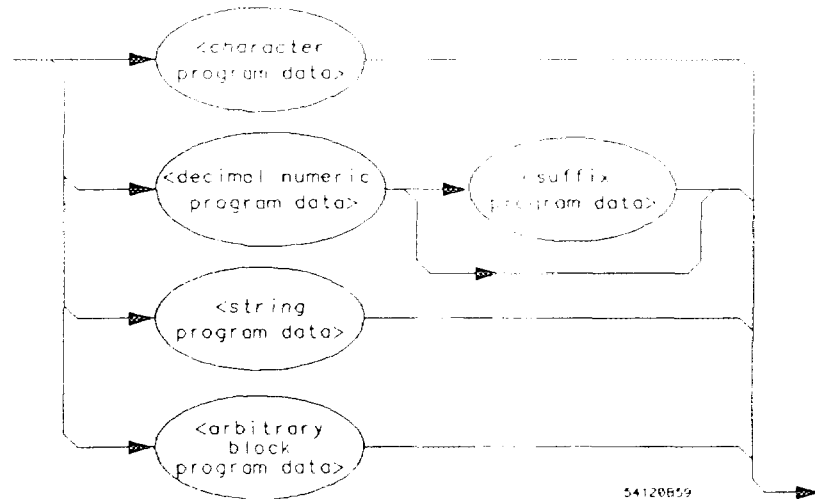 <character
program data>
<decimal numeric
program data>
<suffix
program data>
<string
program data>
<arbitrary
block
program data>
54120B59